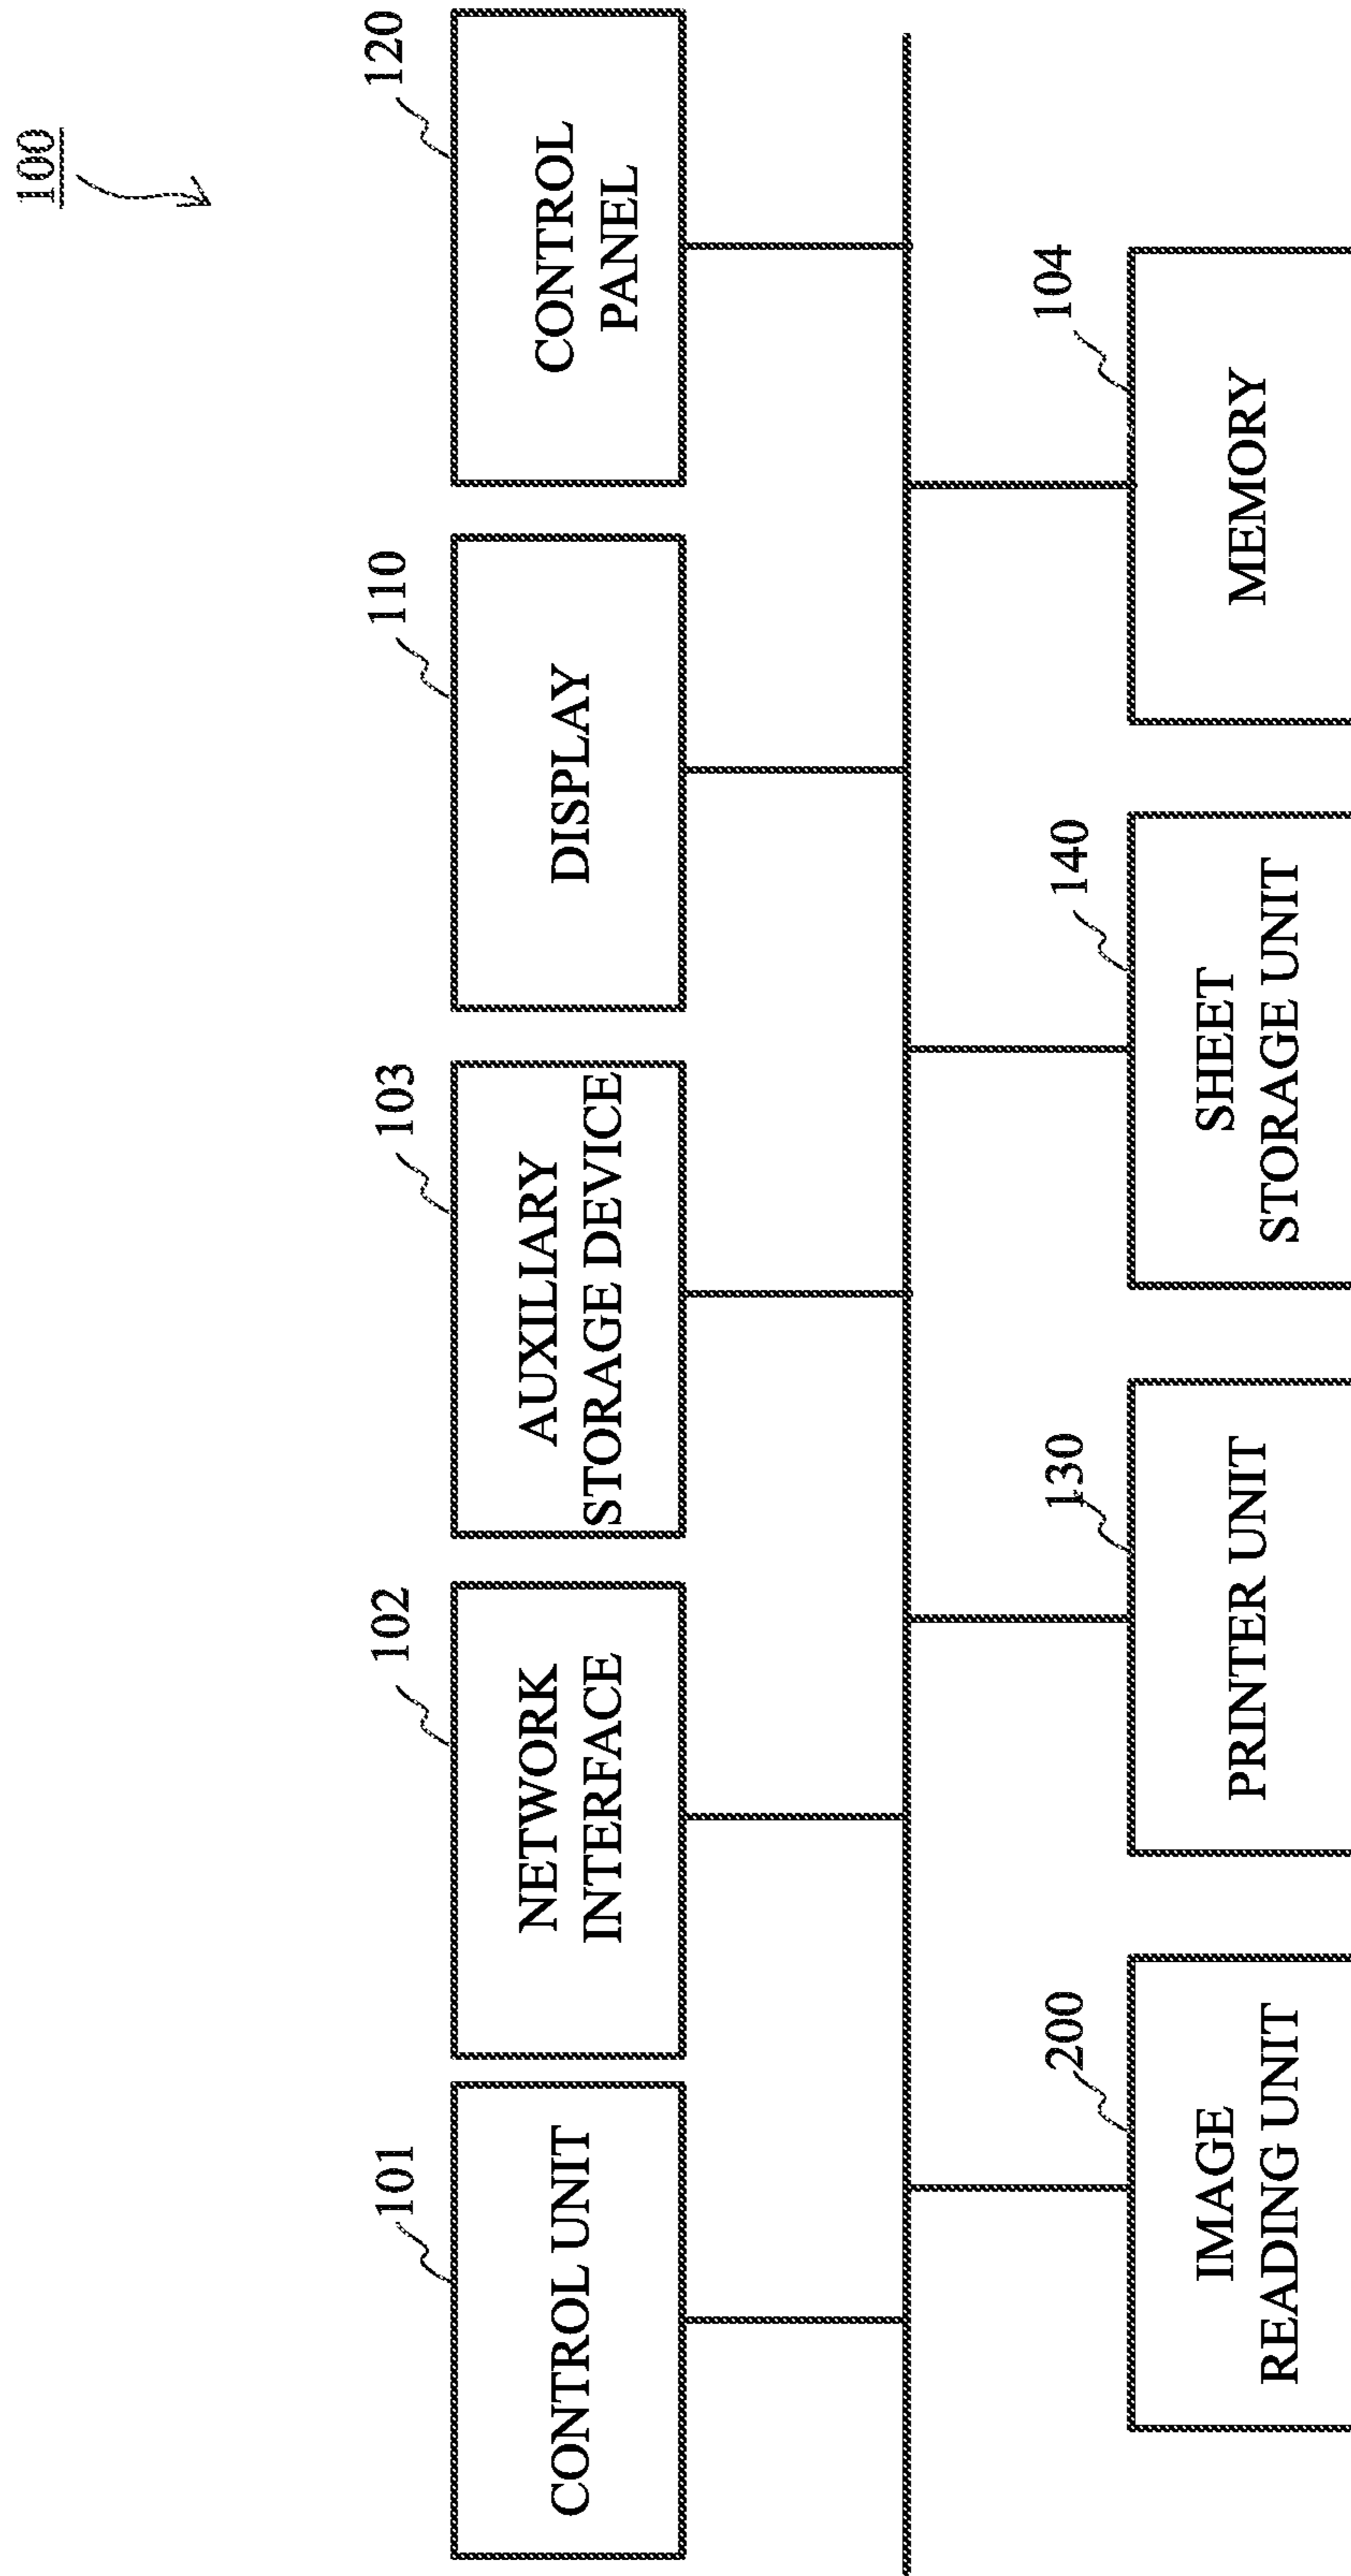 100
101
CONTROL UNIT
102
NETWORK
INTERFACE
103
AUXILIARY
STORAGE DEVICE
110
DISPLAY
120
CONTROL
PANEL
200
IMAGE
READING UNIT
130
PRINTER UNIT
140
SHEET
STORAGE UNIT
104
MEMORY